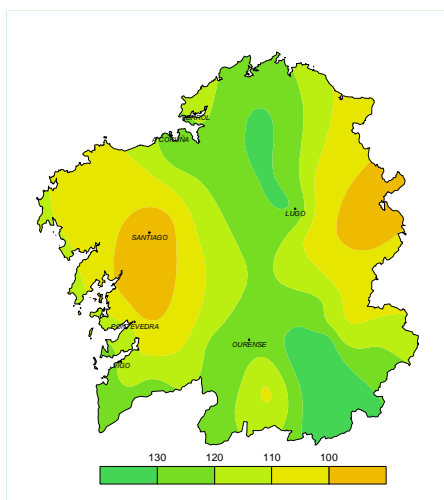 FERROL
A CORUÑA
LUGO
SANTIAGO
PONTEVEDRA
OURENSE
VIGO
130 120 110 100